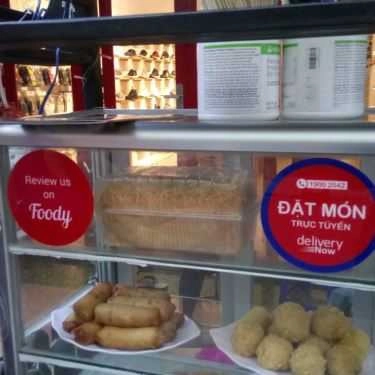 Review us
on
Foody
1900 2042
ĐẶT MÓN
TRỰC TUYẾN
delivery
Now